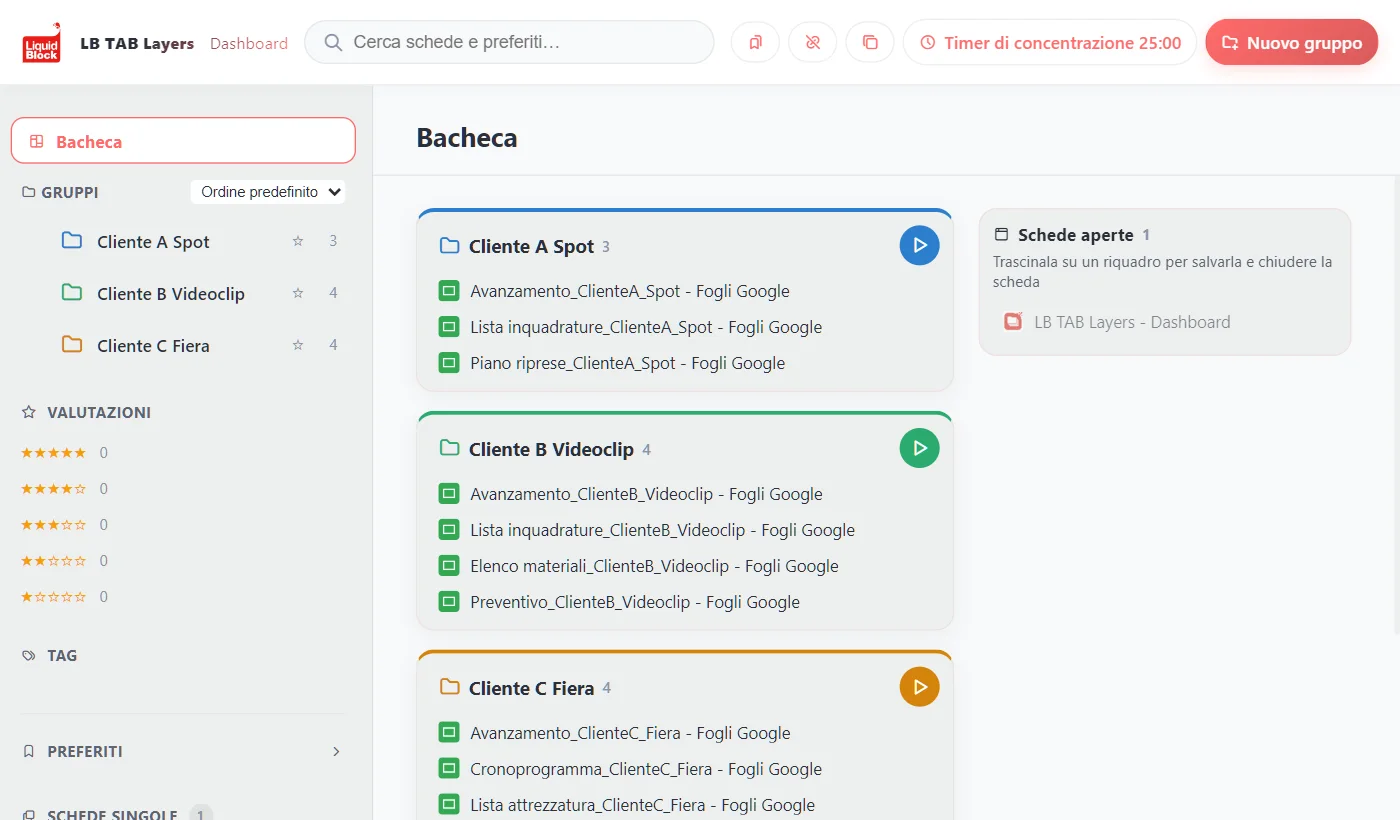 Liquid
Block
LB TAB Layers
Dashboard
Cerca schede e preferiti…
Timer di concentrazione 25:00
Nuovo gruppo
Bacheca
GRUPPI
Ordine predefinito
Cliente A Spot
3
Cliente B Videoclip
4
Cliente C Fiera
4
VALUTAZIONI
★★★★★ 0
★★★★☆ 0
★★★☆☆ 0
★★☆☆☆ 0
★☆☆☆☆ 0
TAG
PREFERITI
SCHEDE SINGOLE 1
Bacheca
Cliente A Spot 3
Avanzamento_ClienteA_Spot - Fogli Google
Lista inquadrature_ClienteA_Spot - Fogli Google
Piano riprese_ClienteA_Spot - Fogli Google
Cliente B Videoclip 4
Avanzamento_ClienteB_Videoclip - Fogli Google
Lista inquadrature_ClienteB_Videoclip - Fogli Google
Elenco materiali_ClienteB_Videoclip - Fogli Google
Preventivo_ClienteB_Videoclip - Fogli Google
Cliente C Fiera 4
Avanzamento_ClienteC_Fiera - Fogli Google
Cronoprogramma_ClienteC_Fiera - Fogli Google
Lista attrezzatura_ClienteC_Fiera - Fogli Google
Schede aperte 1
Trascinala su un riquadro per salvarla e chiudere la
scheda
LB TAB Layers - Dashboard